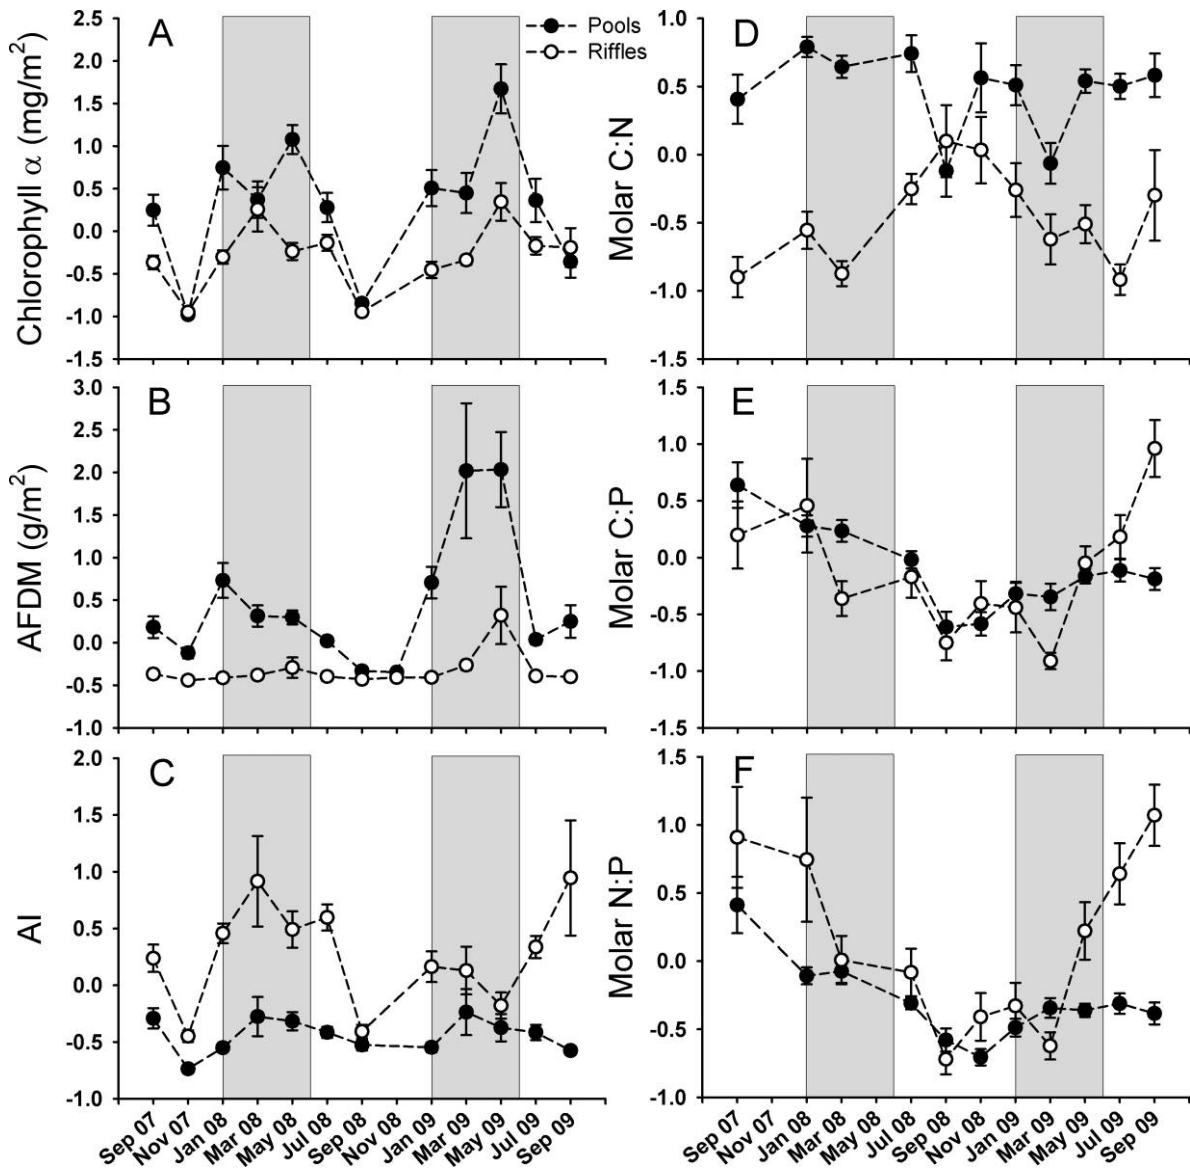 A
Pools
Riffles
Chlorophyll α (mg/m²)
2.5
2.0
1.5
1.0
0.5
0.0
-0.5
-1.0
-1.5
B
AFDM (g/m²)
3.0
2.5
2.0
1.5
1.0
0.5
0.0
-0.5
-1.0
C
AI
2.0
1.5
1.0
0.5
0.0
-0.5
-1.0
Sep 07
Nov 07
Jan 08
Mar 08
May 08
Jul 08
Sep 08
Nov 08
Jan 09
Mar 09
May 09
Jul 09
Sep 09
D
Molar C:N
1.0
0.5
0.0
-0.5
-1.0
-1.5
E
Molar C:P
1.5
1.0
0.5
0.0
-0.5
-1.0
-1.5
F
Molar N:P
1.5
1.0
0.5
0.0
-0.5
-1.0
Sep 07
Nov 07
Jan 08
Mar 08
May 08
Jul 08
Sep 08
Nov 08
Jan 09
Mar 09
May 09
Jul 09
Sep 09